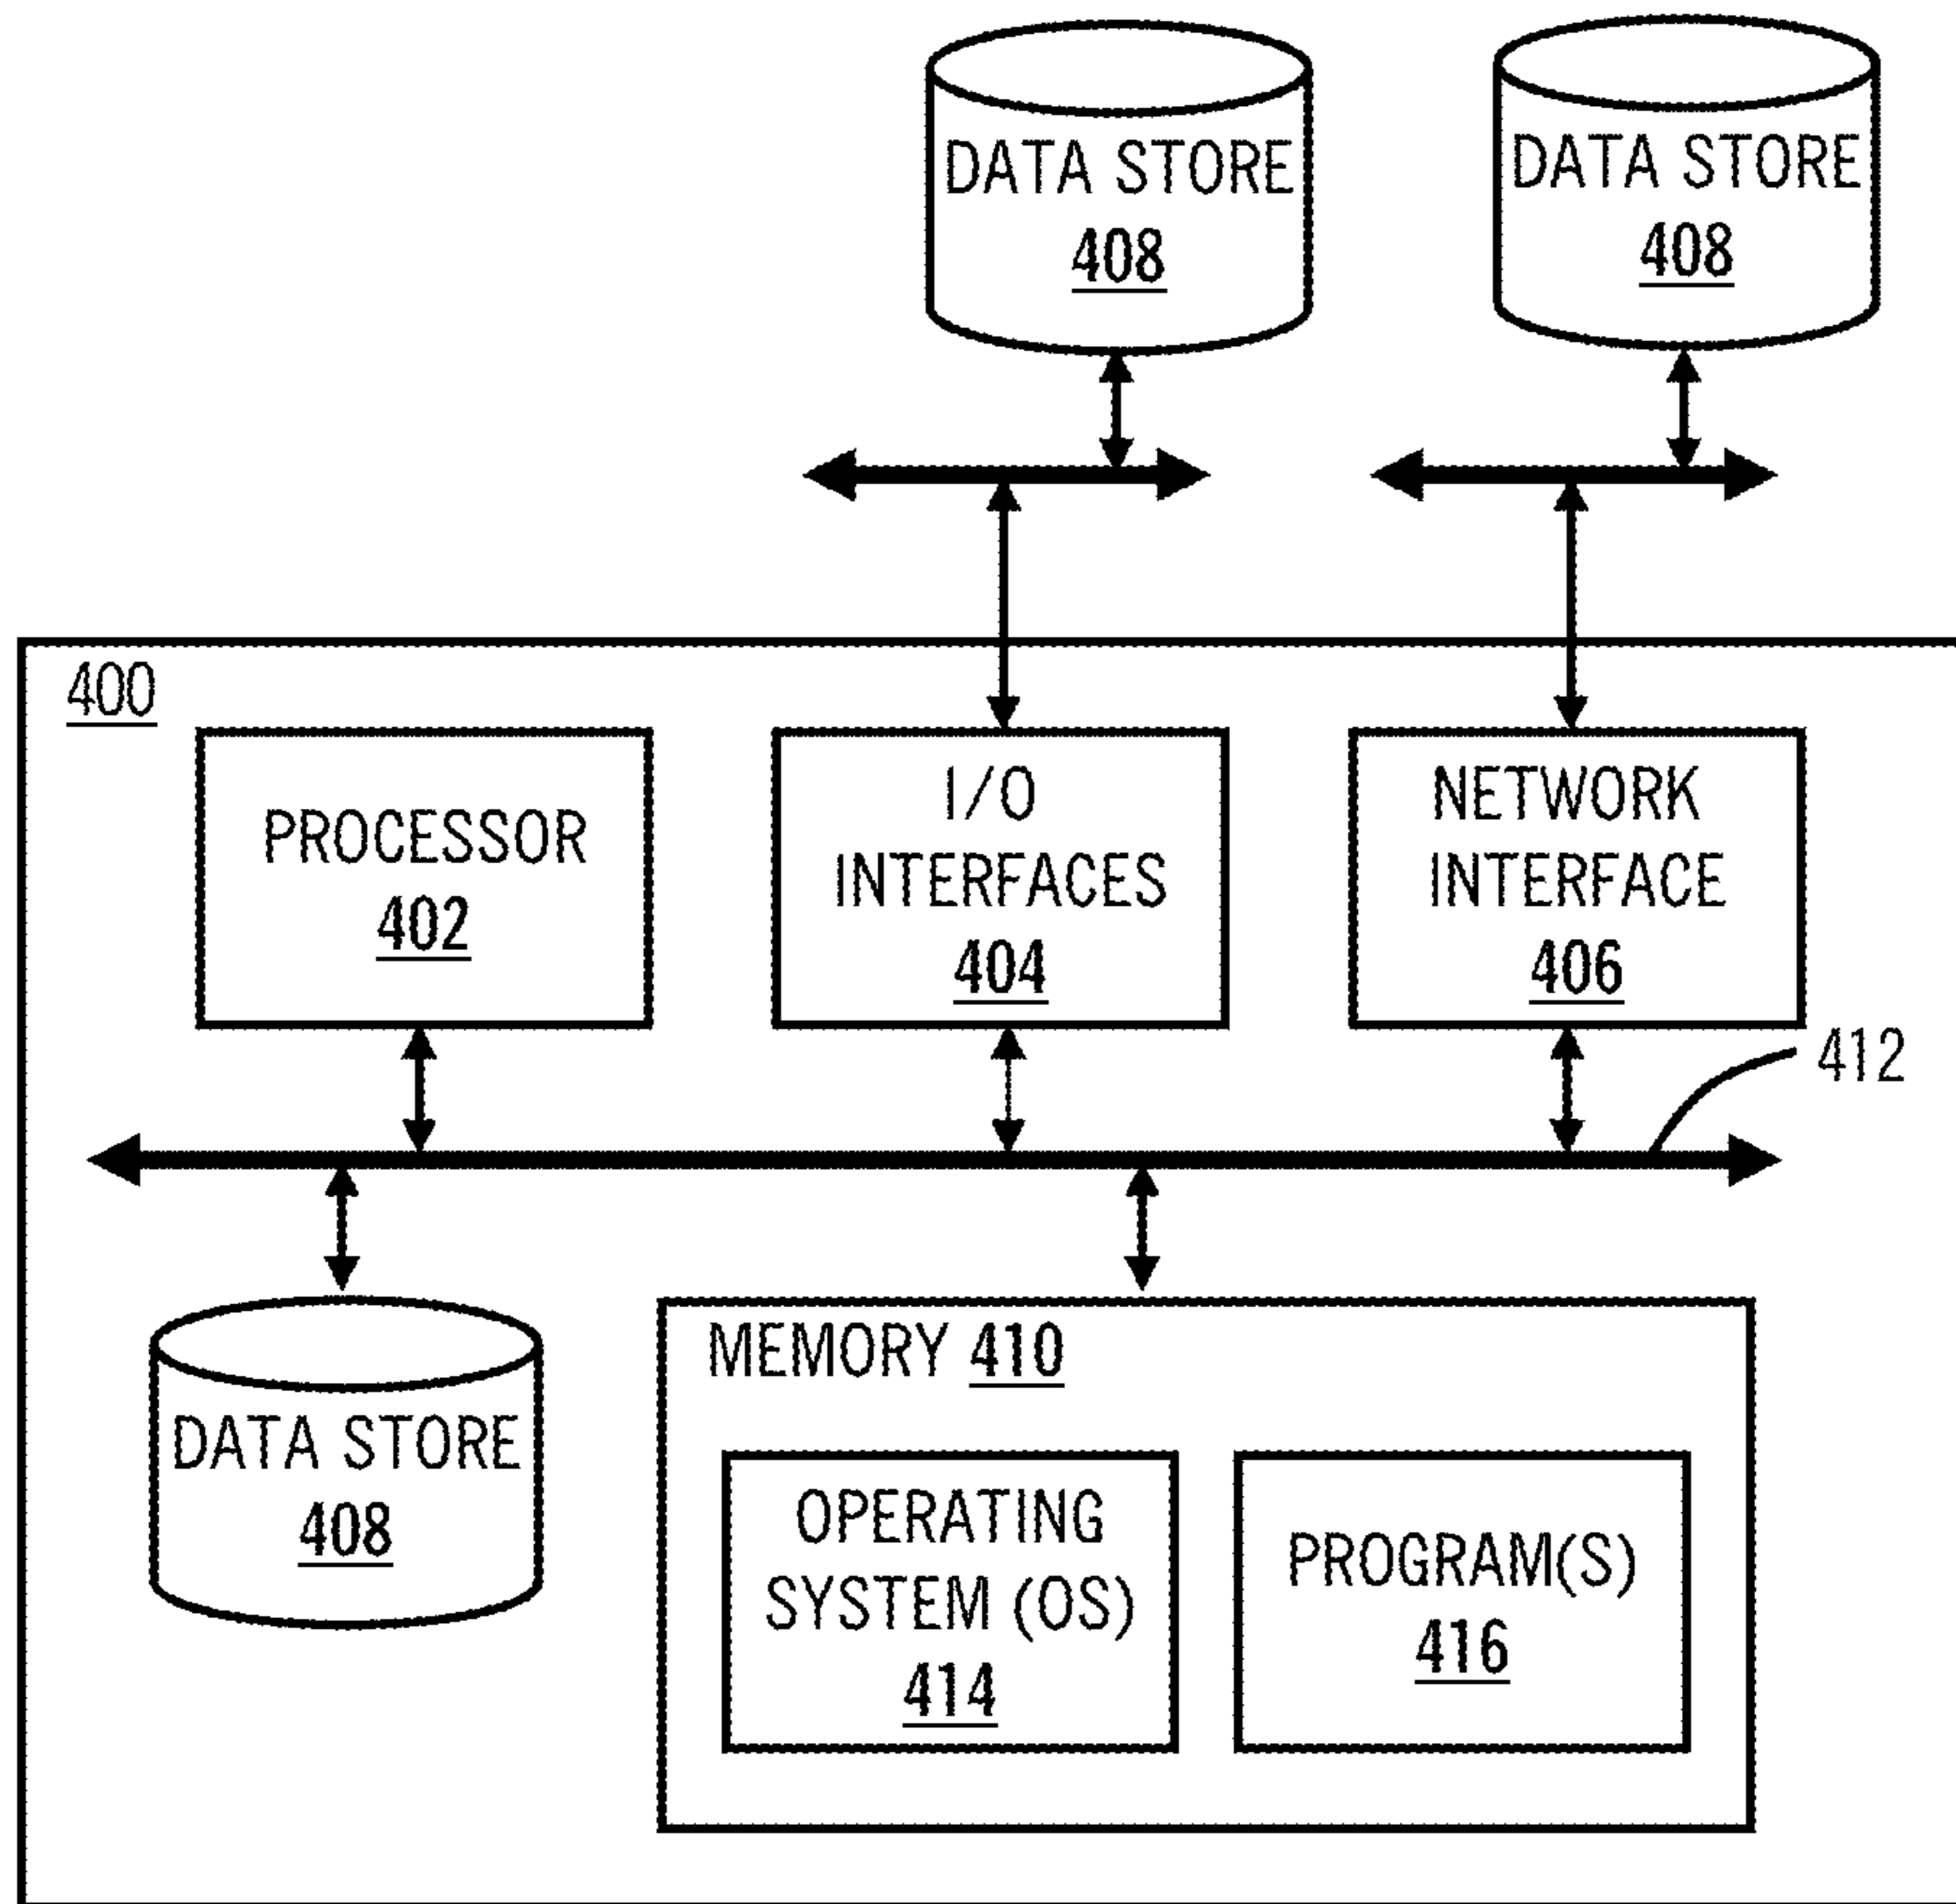 DATA STORE
408
DATA STORE
408
400
PROCESSOR
402
I/O
INTERFACES
404
NETWORK
INTERFACE
406
412
DATA STORE
408
MEMORY 410
OPERATING
SYSTEM (OS)
414
PROGRAM(S)
416